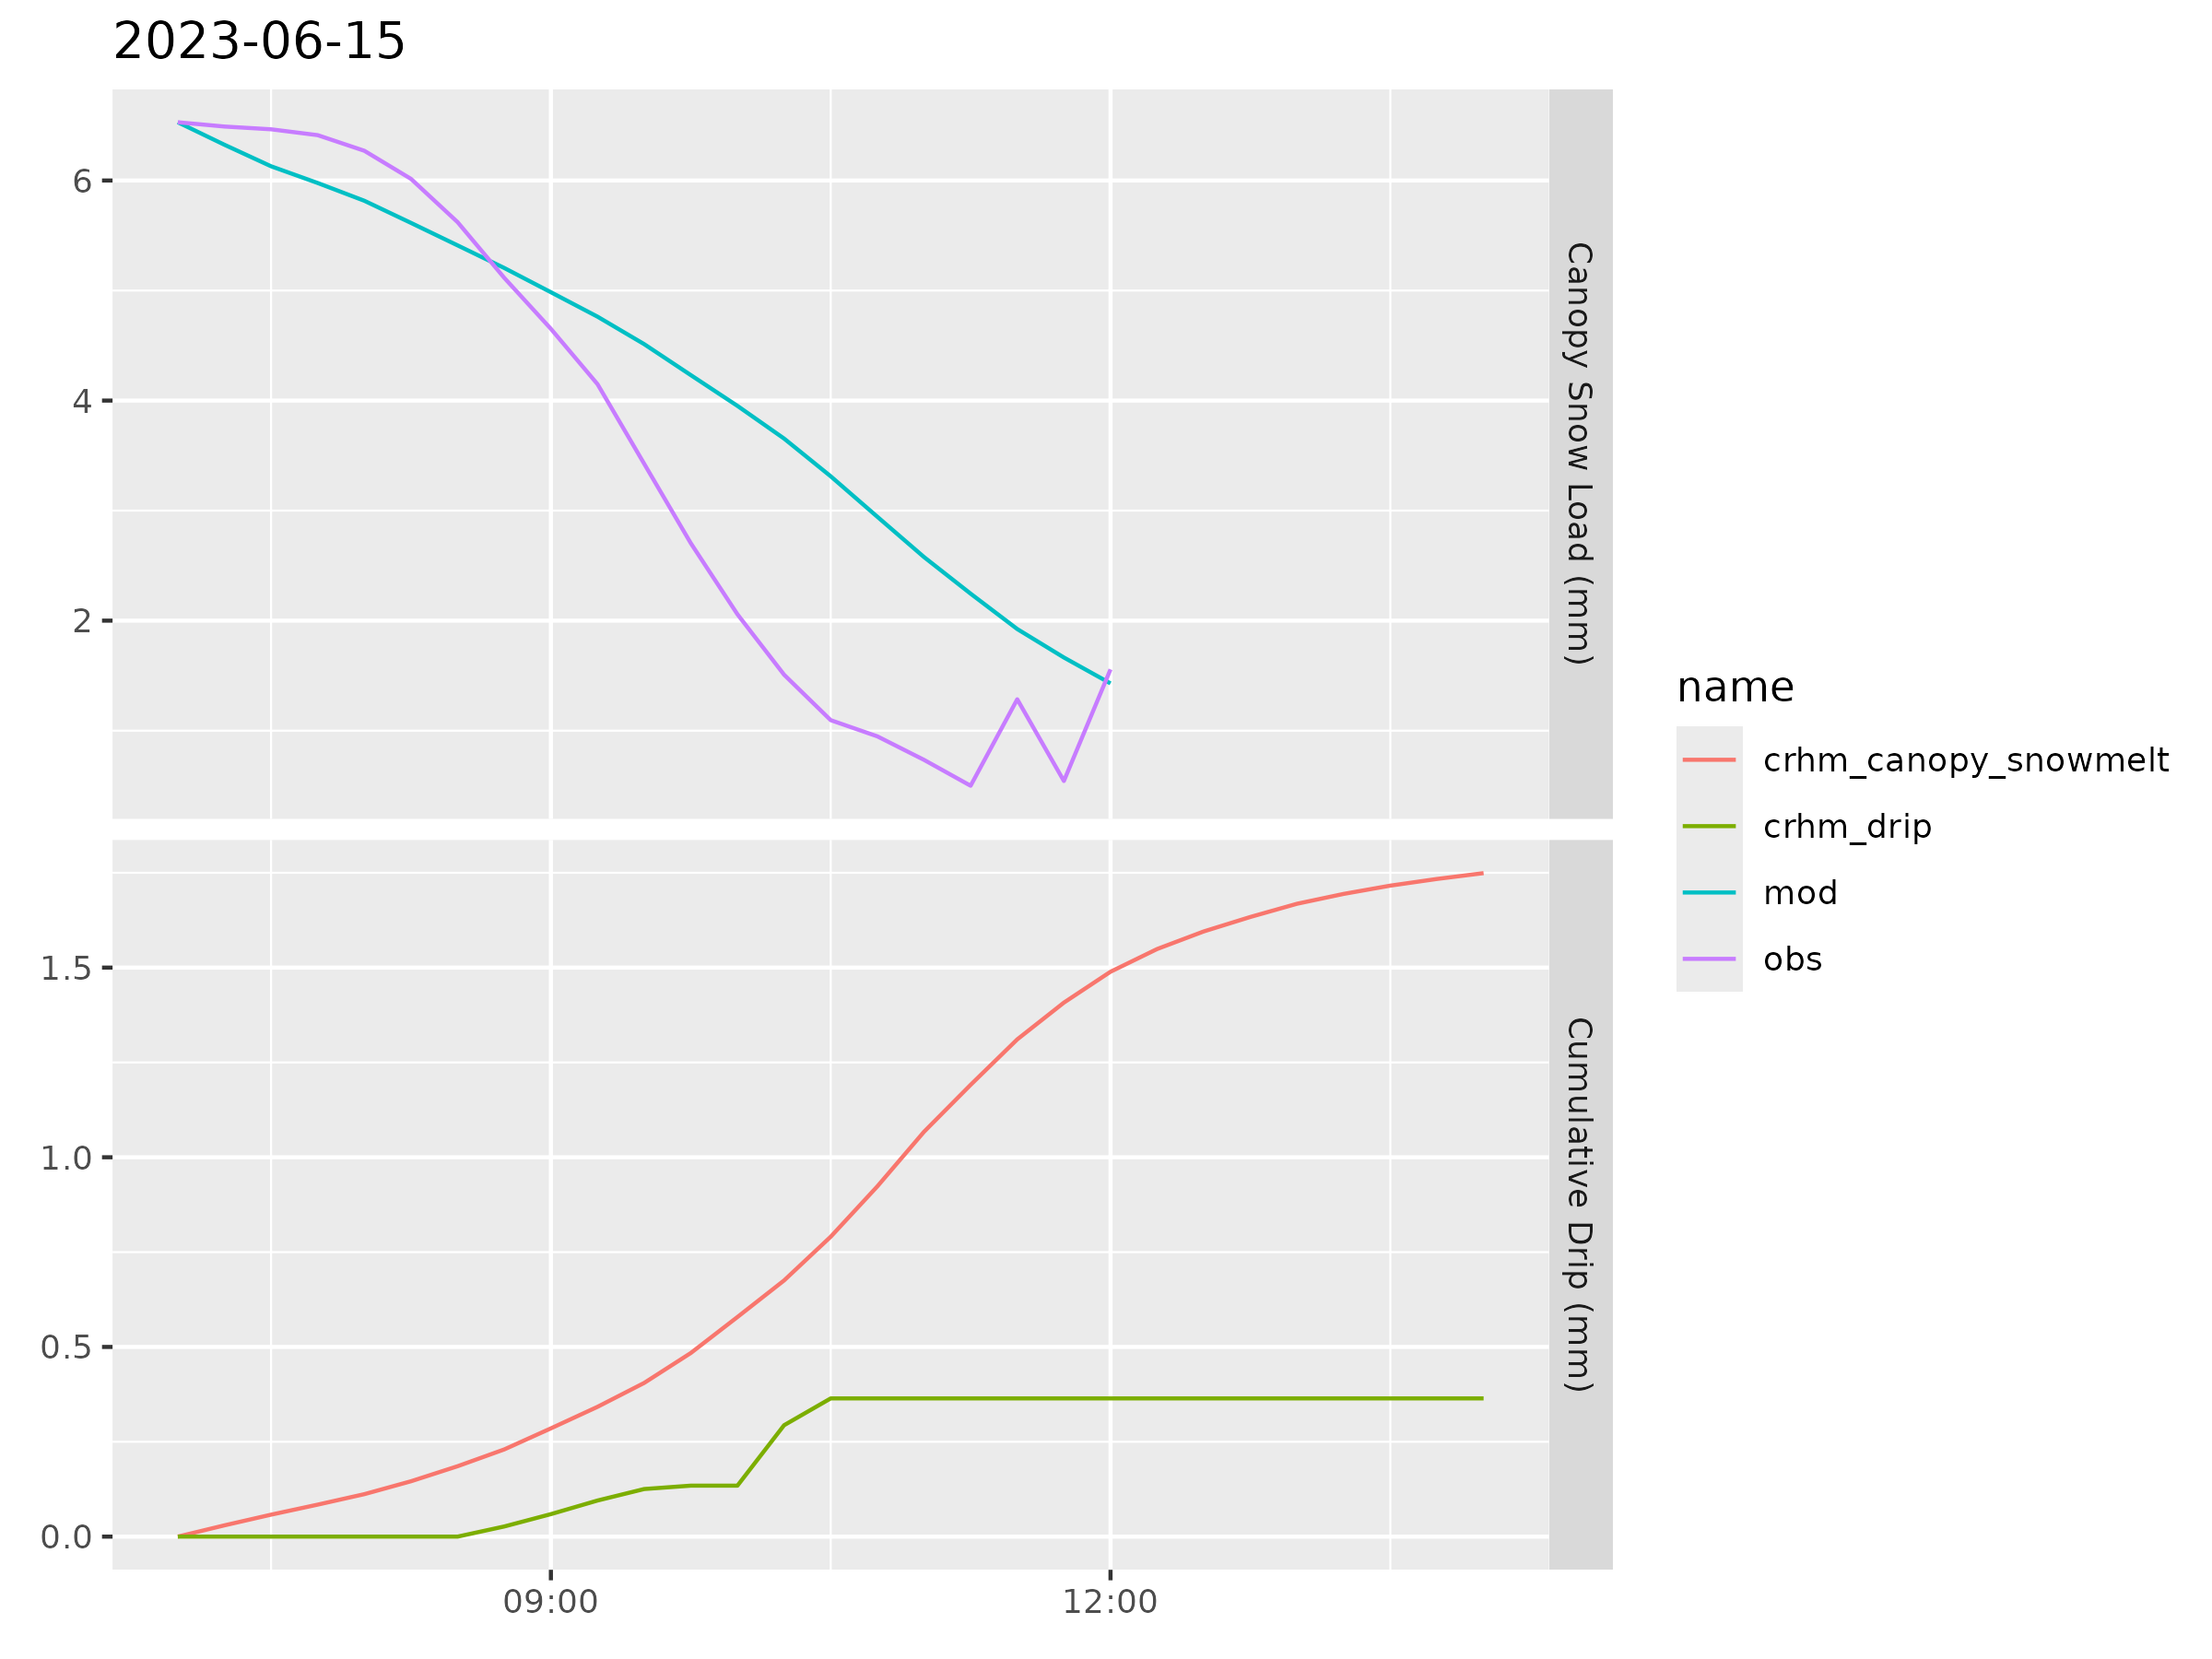 2023-06-15
6
4
2
Canopy Snow Load (mm)
1.5
1.0
0.5
0.0
Cumulative Drip (mm)
09:00
12:00
name
crhm_canopy_snowmelt
crhm_drip
mod
obs